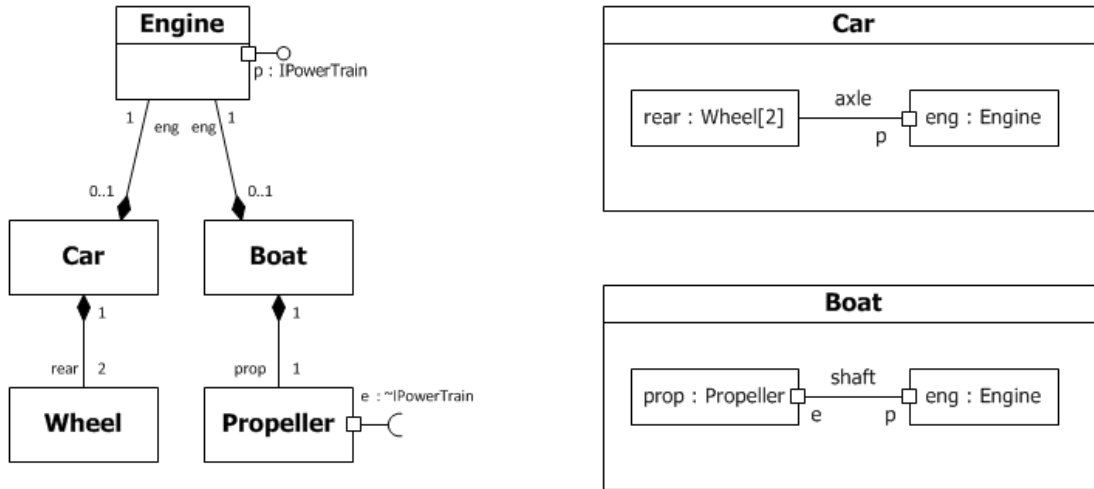 Engine
p : IPowerTrain
1
eng
eng
1
0..1
0..1
Car
Boat
1
1
rear
2
prop
1
e : ~IPowerTrain
Wheel
Propeller
Car
rear : Wheel[2]
axle
p
eng : Engine
Boat
prop : Propeller
shaft
e
p
eng : Engine